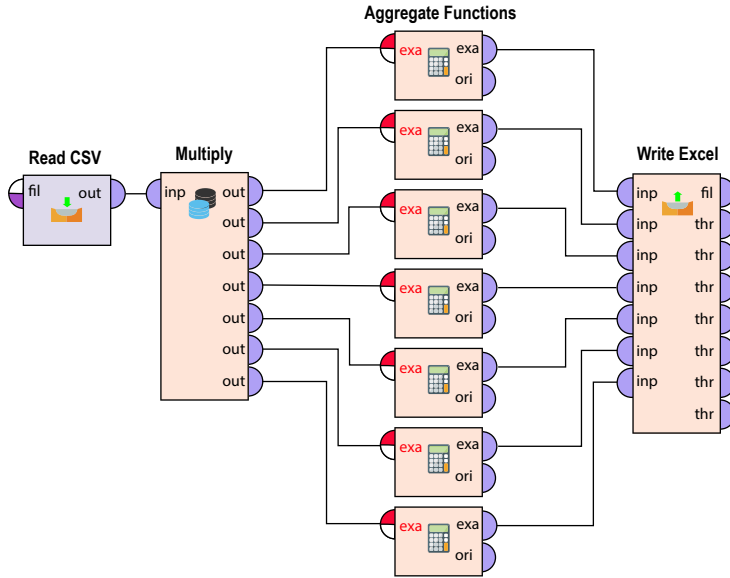 Aggregate Functions
exa exa
ori
exa exa
ori
Read CSV
Multiply
Write Excel
fil out
inp out
out
out
out
out
out
out
exa exa
ori
exa exa
ori
exa exa
ori
exa exa
ori
exa exa
ori
inp fil
inp thr
inp thr
inp thr
inp thr
inp thr
inp thr
thr